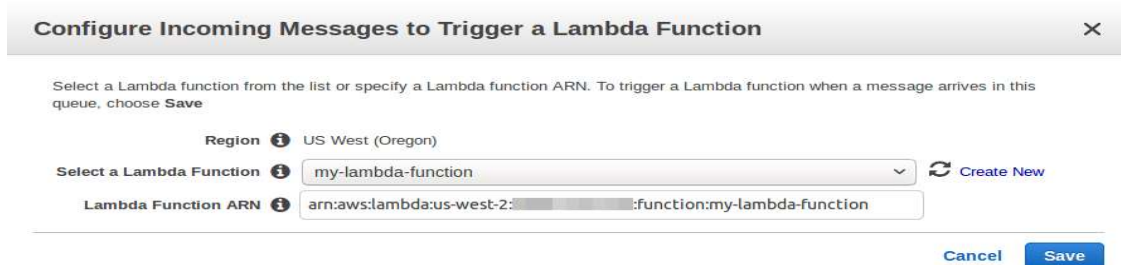 Configure Incoming Messages to Trigger a Lambda Function
Select a Lambda function from the list or specify a Lambda function ARN. To trigger a Lambda function when a message arrives in this
queue, choose Save
Region US West (Oregon)
Select a Lambda Function my-lambda-function Create New
Lambda Function ARN arn:aws:lambda:us-west-2: :function:my-lambda-function
Cancel Save